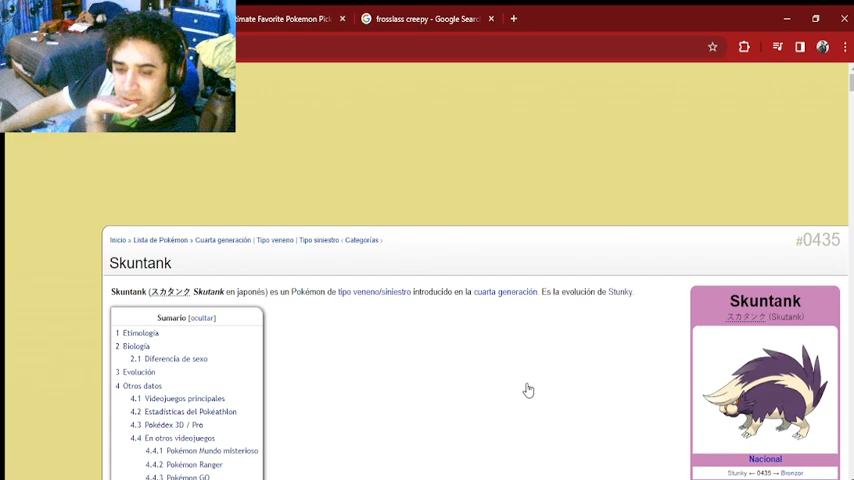 timate Favorite Pokemon Pick
frosslass creepy - Google Searc
Inicio » Lista de Pokémon » Cuarta generación | Tipo veneno | Tipo siniestro ‹ Categorías ›
#0435
Skuntank
Skuntank (スカタンク Skutank en japonés) es un Pokémon de tipo veneno/siniestro introducido en la cuarta generación. Es la evolución de Stunky.
Sumario [ocultar]
1 Etimología
2 Biología
2.1 Diferencia de sexo
3 Evolución
4 Otros datos
4.1 Videojuegos principales
4.2 Estadísticas del Pokéathlon
4.3 Pokédex 3D / Pro
4.4 En otros videojuegos
4.4.1 Pokémon Mundo misterioso
4.4.2 Pokémon Ranger
4.4.3 Pokémon GO
Skuntank
スカタンク (Skutank)
Nacional
Stunky ← 0435 → Bronzor